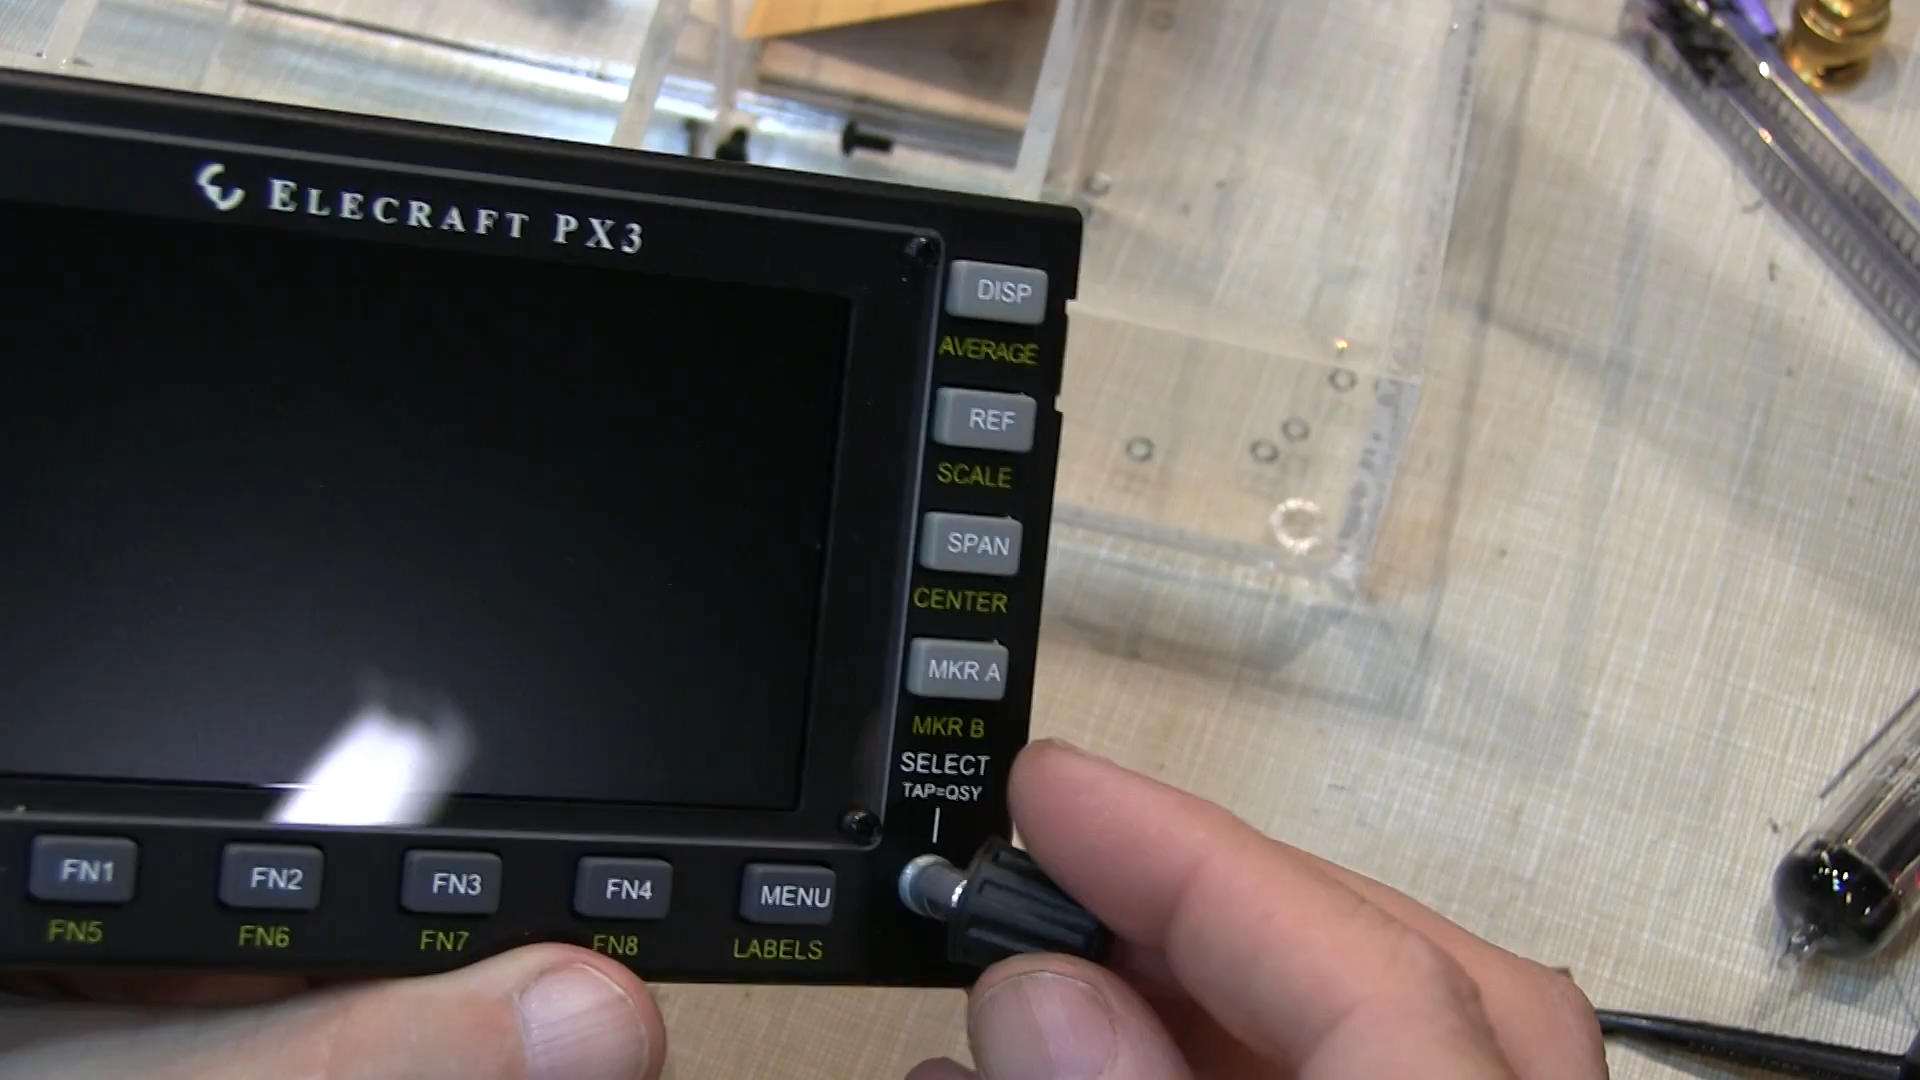 ELECRAFT PX3
DISP
AVERAGE
REF
SCALE
SPAN
CENTER
MKR A
MKR B
SELECT
TAP=QSY
FN1 FN2 FN3 FN4 MENU
FN5 FN6 FN7 FN8 LABELS